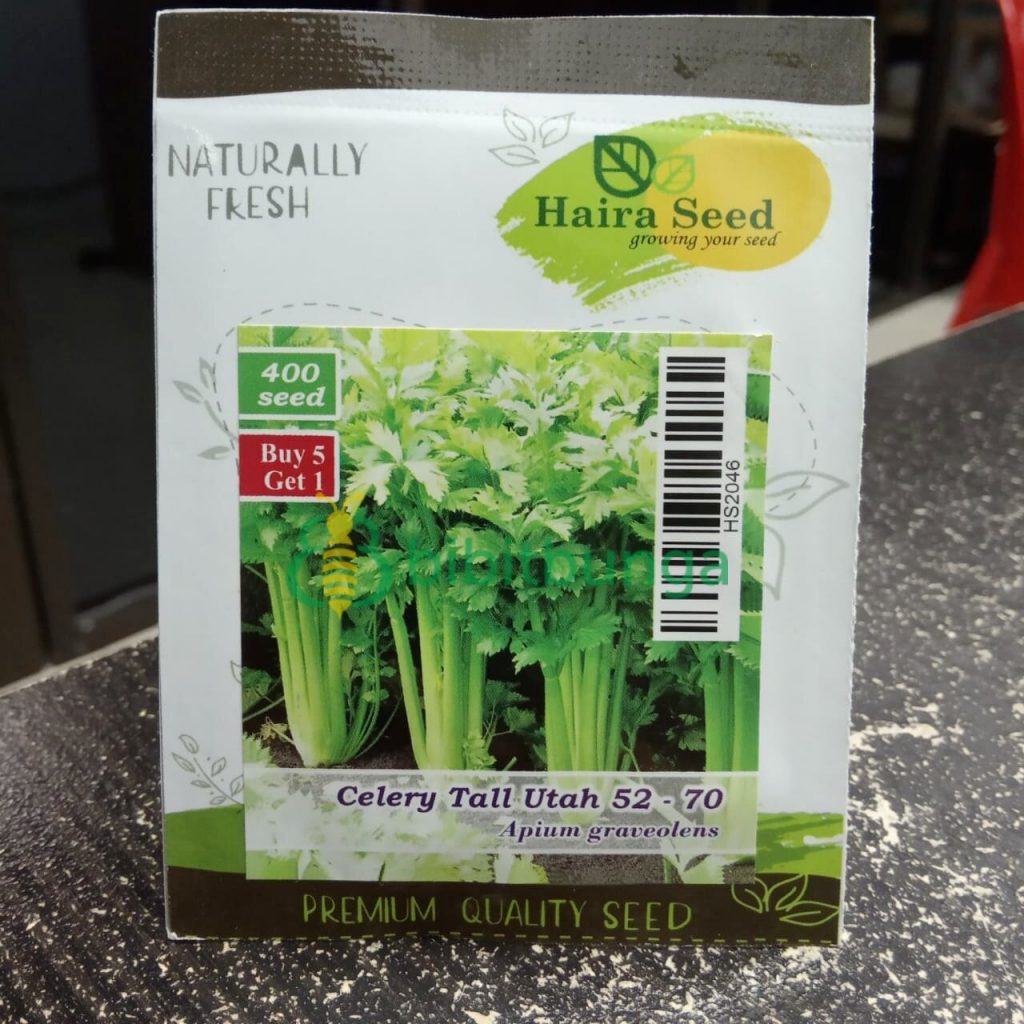 NATURALLY
FRESH
Haira Seed
growing your seed
400
seed
Buy 5
Get 1
HS2046
bibitbunga
Celery Tall Utah 52 - 70
Apium graveolens
PREMIUM QUALITY SEED